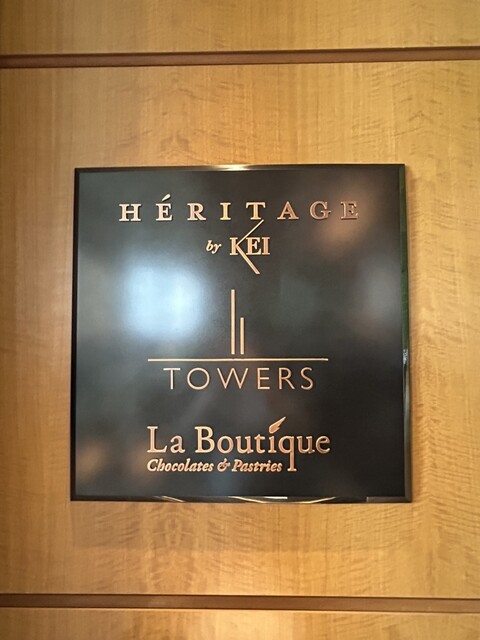 HÉRITAGE
by KEI
TOWERS
La Boutique
Chocolates & Pastries